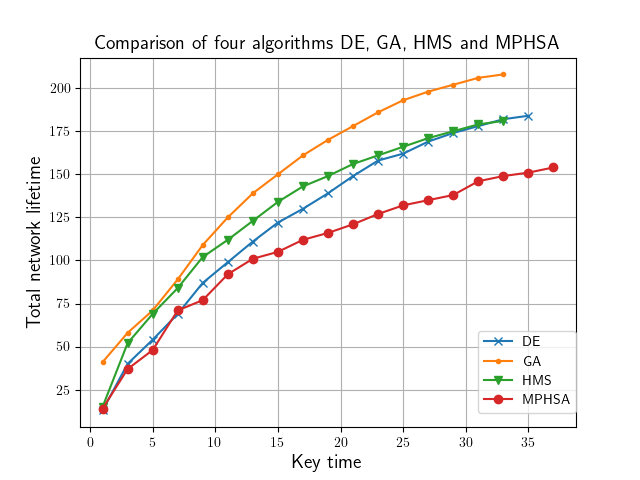 Comparison of four algorithms DE, GA, HMS and MPHSA
Total network lifetime
200
175
150
125
100
75
50
25
0 5 10 15 20 25 30 35
Key time
DE
GA
HMS
MPHSA